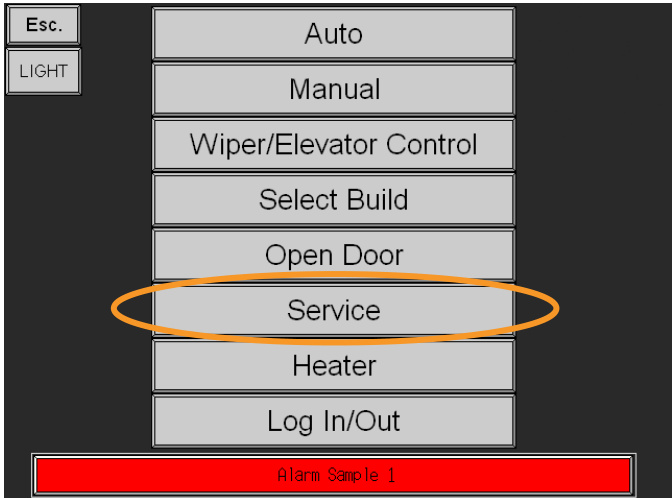 Esc.
LIGHT
Auto
Manual
Wiper/Elevator Control
Select Build
Open Door
Service
Heater
Log In/Out
Alarm Sample 1